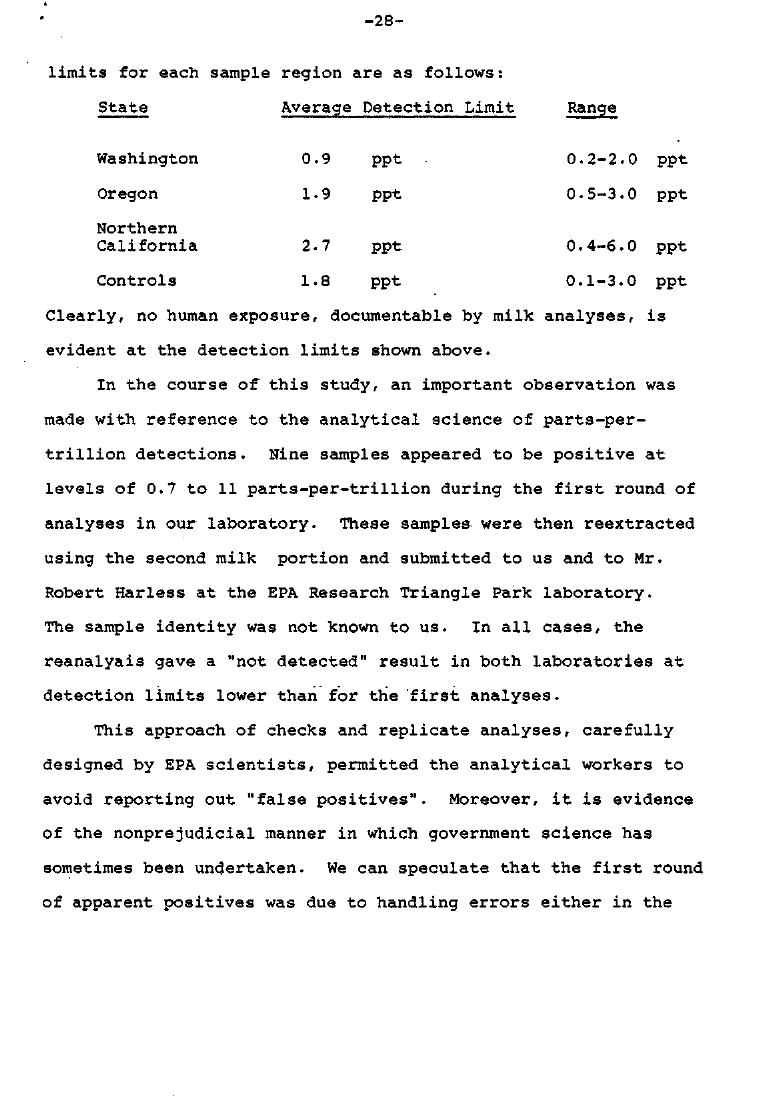 -28-
limits for each sample region are as follows:
State Average Detection Limit Range
Washington 0.9 ppt 0.2-2.0 ppt
Oregon 1.9 ppt 0.5-3.0 ppt
Northern
California 2.7 ppt 0.4-6.0 ppt
Controls 1.8 ppt 0.1-3.0 ppt
Clearly, no human exposure, documentable by milk analyses, is
evident at the detection limits shown above.
In the course of this study, an important observation was
made with reference to the analytical science of parts-per-
trillion detections. Nine samples appeared to be positive at
levels of 0.7 to 11 parts-per-trillion during the first round of
analyses in our laboratory. These samples were then reextracted
using the second milk portion and submitted to us and to Mr.
Robert Harless at the EPA Research Triangle Park laboratory.
The sample identity was not known to us. In all cases, the
reanalyais gave a "not detected" result in both laboratories at
detection limits lower than for the first analyses.
This approach of checks and replicate analyses, carefully
designed by EPA scientists, permitted the analytical workers to
avoid reporting out "false positives". Moreover, it is evidence
of the nonprejudicial manner in which government science has
sometimes been undertaken. We can speculate that the first round
of apparent positives was due to handling errors either in the